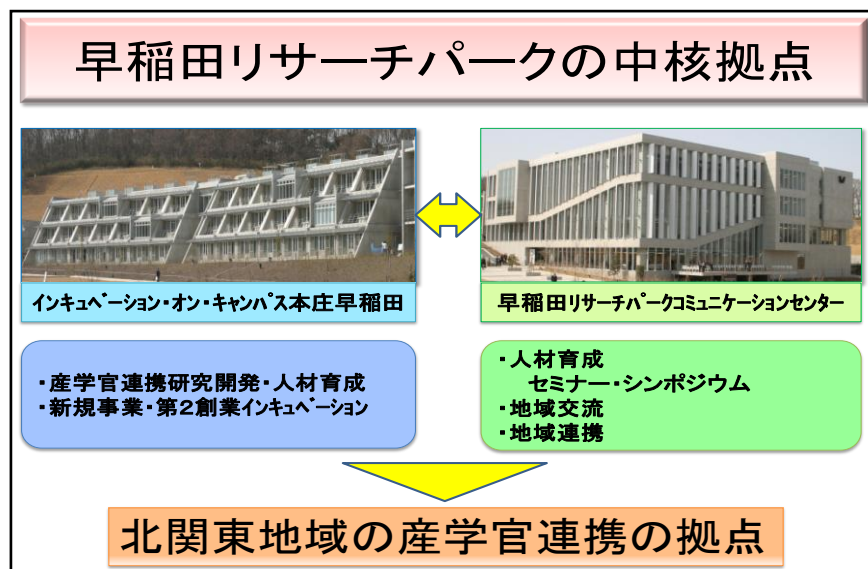 早稲田リサーチパークの中核拠点
インキュベーション・オン・キャンパス本庄早稲田
早稲田リサーチパークコミュニケーションセンター
・産学官連携研究開発・人材育成
・新規事業・第２創業インキュベーション
・人材育成
セミナー・シンポジウム
・地域交流
・地域連携
北関東地域の産学官連携の拠点